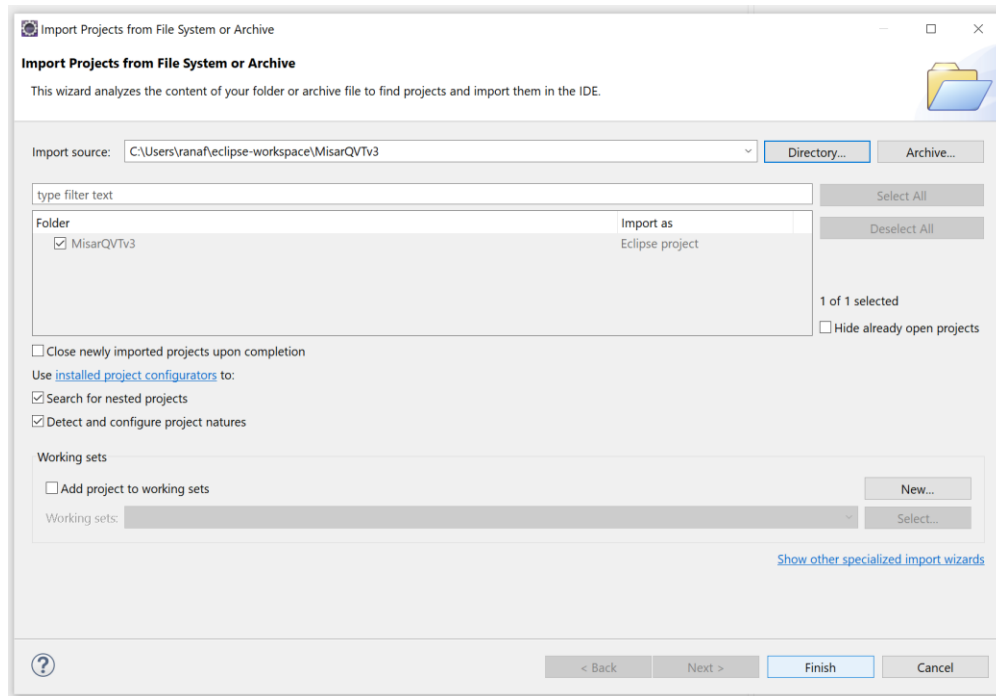 Import Projects from File System or Archive
Import Projects from File System or Archive
This wizard analyzes the content of your folder or archive file to find projects and import them in the IDE.
Import source: C:\Users\ranaf\eclipse-workspace\MisarQVTv3 Directory... Archive...
type filter text Select All
Folder Import as Deselect All
MisarQVTv3 Eclipse project
1 of 1 selected
Hide already open projects
Close newly imported projects upon completion
Use installed project configurators to:
Search for nested projects
Detect and configure project natures
Working sets
Add project to working sets New...
Working sets: Select...
Show other specialized import wizards
? < Back Next > Finish Cancel